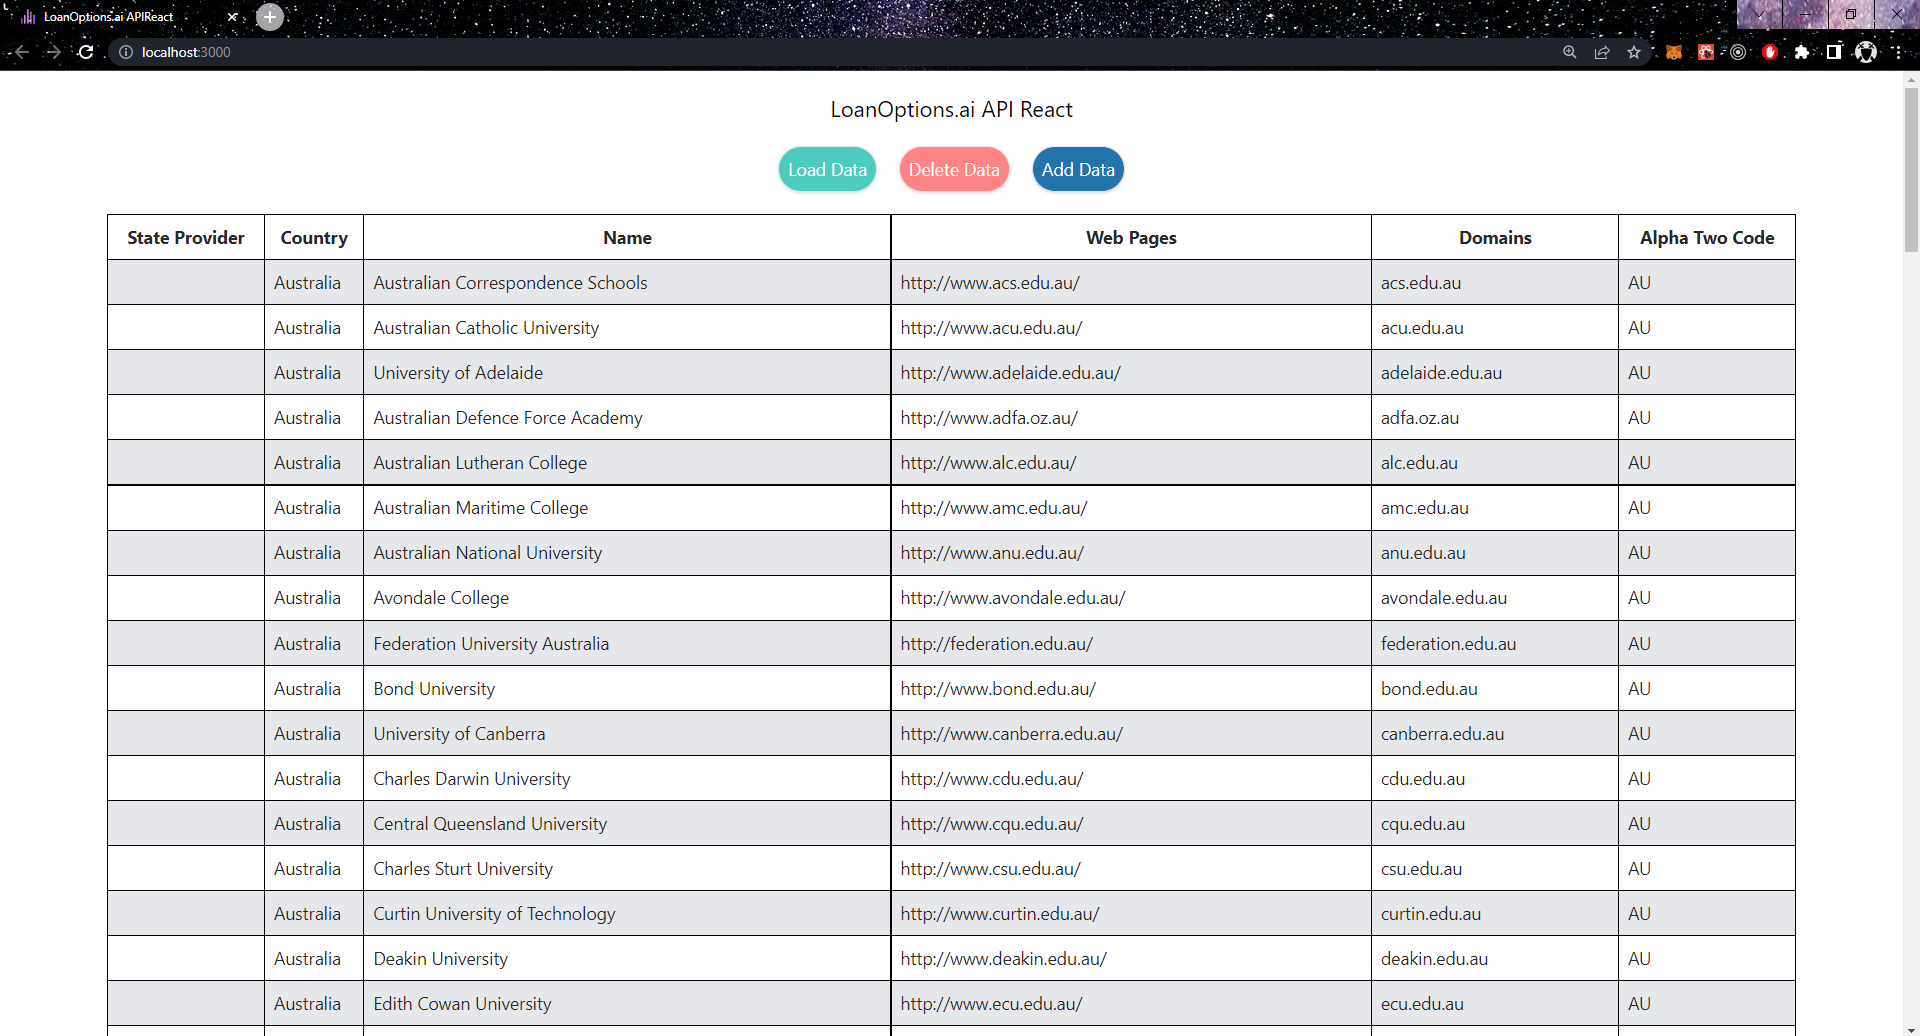 LoanOptions.ai APIReact
localhost:3000
LoanOptions.ai API React
Load Data Delete Data Add Data
State Provider Country Name Web Pages Domains Alpha Two Code
Australia Australian Correspondence Schools http://www.acs.edu.au/ acs.edu.au AU
Australia Australian Catholic University http://www.acu.edu.au/ acu.edu.au AU
Australia University of Adelaide http://www.adelaide.edu.au/ adelaide.edu.au AU
Australia Australian Defence Force Academy http://www.adfa.oz.au/ adfa.oz.au AU
Australia Australian Lutheran College http://www.alc.edu.au/ alc.edu.au AU
Australia Australian Maritime College http://www.amc.edu.au/ amc.edu.au AU
Australia Australian National University http://www.anu.edu.au/ anu.edu.au AU
Australia Avondale College http://www.avondale.edu.au/ avondale.edu.au AU
Australia Federation University Australia http://federation.edu.au/ federation.edu.au AU
Australia Bond University http://www.bond.edu.au/ bond.edu.au AU
Australia University of Canberra http://www.canberra.edu.au/ canberra.edu.au AU
Australia Charles Darwin University http://www.cdu.edu.au/ cdu.edu.au AU
Australia Central Queensland University http://www.cqu.edu.au/ cqu.edu.au AU
Australia Charles Sturt University http://www.csu.edu.au/ csu.edu.au AU
Australia Curtin University of Technology http://www.curtin.edu.au/ curtin.edu.au AU
Australia Deakin University http://www.deakin.edu.au/ deakin.edu.au AU
Australia Edith Cowan University http://www.ecu.edu.au/ ecu.edu.au AU